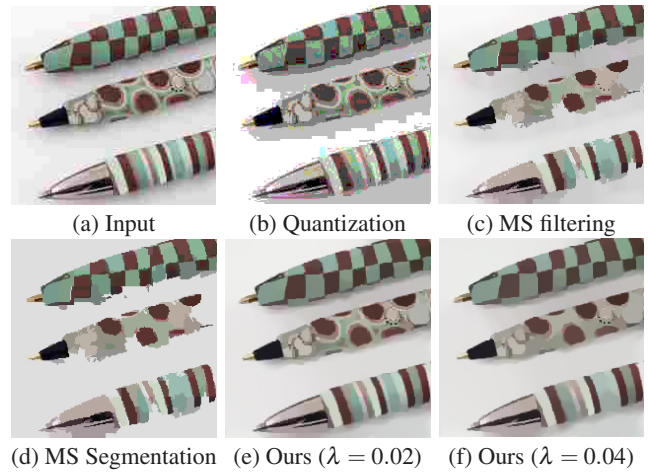 (a) Input (b) Quantization (c) MS filtering
(d) MS Segmentation (e) Ours (λ = 0.02) (f) Ours (λ = 0.04)